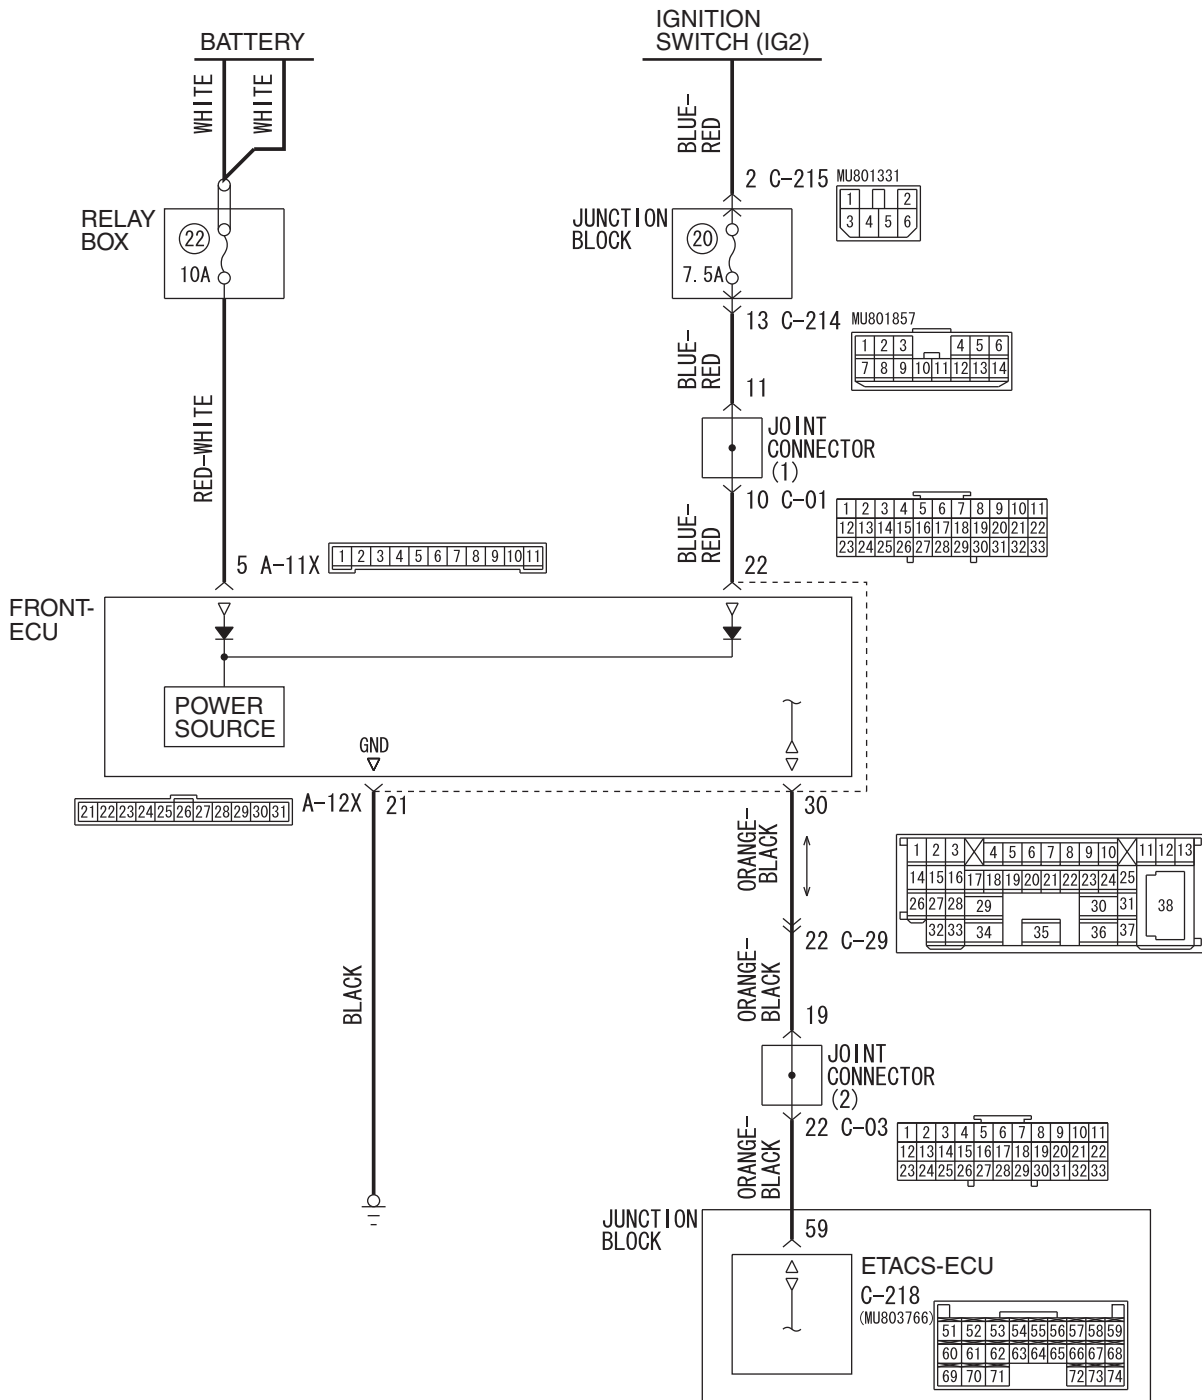 IGNITION
SWITCH (IG2)
BATTERY
WHITE
WHITE
BLUE-
RED
2 C-215 MU801331
1 2
3 4 5 6
RELAY
BOX
22
10A
JUNCTION
BLOCK
20
7.5A
13 C-214 MU801857
1 2 3 4 5 6
7 8 9 10 11 12 13 14
BLUE-
RED
11
JOINT
CONNECTOR
(1)
RED-WHITE
10 C-01
1 2 3 4 5 6 7 8 9 10 11
12 13 14 15 16 17 18 19 20 21 22
23 24 25 26 27 28 29 30 31 32 33
BLUE-
RED
5 A-11X
1 2 3 4 5 6 7 8 9 10 11
22
FRONT-
ECU
POWER
SOURCE
GND
21 22 23 24 25 26 27 28 29 30 31
A-12X 21
30
ORANGE-
BLACK
1 2 3 4 5 6 7 8 9 10 11 12 13
14 15 16 17 18 19 20 21 22 23 24 25
26 27 28 29 30 31 38
32 33 34 35 36 37
22 C-29
BLACK
ORANGE-
BLACK
19
JOINT
CONNECTOR
(2)
22 C-03
1 2 3 4 5 6 7 8 9 10 11
12 13 14 15 16 17 18 19 20 21 22
23 24 25 26 27 28 29 30 31 32 33
ORANGE-
BLACK
JUNCTION
BLOCK
59
ETACS-ECU
C-218
(MU803766)
51 52 53 54 55 56 57 58 59
60 61 62 63 64 65 66 67 68
69 70 71 72 73 74